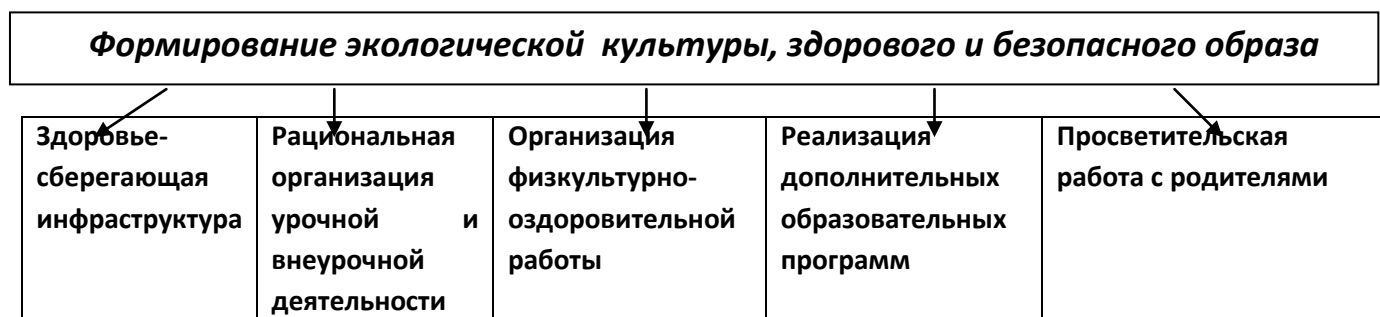 Формирование экологической культуры, здорового и безопасного образа
Здоровье-
сберегающая
инфраструктура
Рациональная
организация
урочной и
внеурочной
деятельности
Организация
физкультурно-
оздоровительной
работы
Реализация
дополнительных
образовательных
программ
Просветительская
работа с родителями